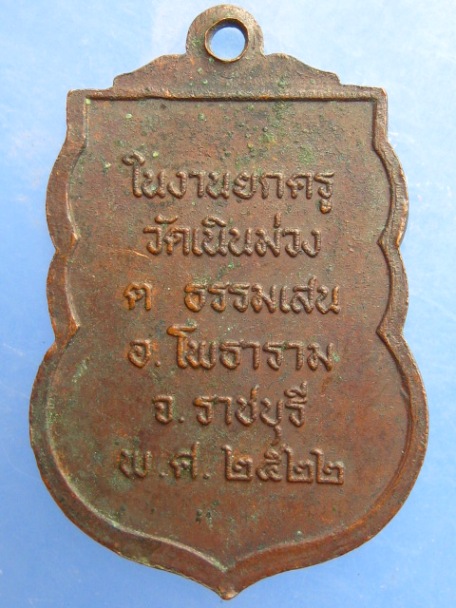 ในงานยกครู
วัดเนินม่วง
ต ธรรมเสน
อ. โพธาราม
จ. ราชบุรี
พ.ศ. ๒๕๒๒